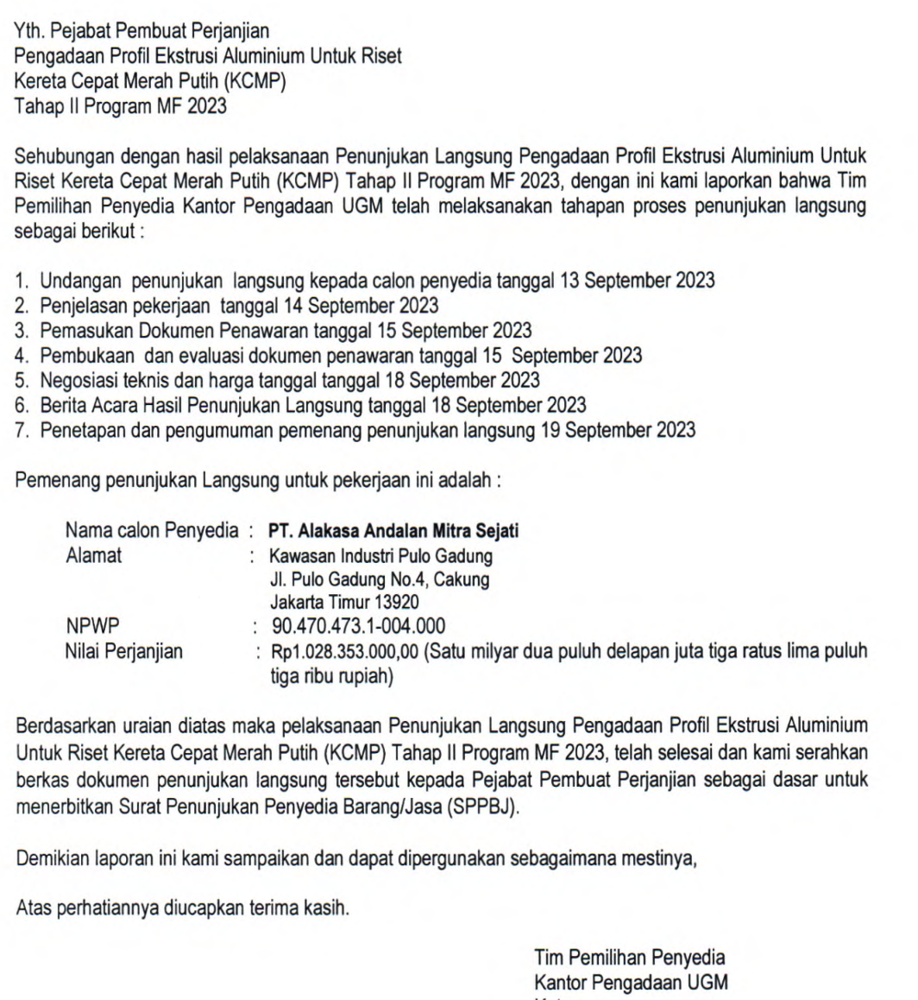 Yth. Pejabat Pembuat Perjanjian
Pengadaan Profil Ekstrusi Aluminium Untuk Riset
Kereta Cepat Merah Putih (KCMP)
Tahap II Program MF 2023
Sehubungan dengan hasil pelaksanaan Penunjukan Langsung Pengadaan Profil Ekstrusi Aluminium Untuk
Riset Kereta Cepat Merah Putih (KCMP) Tahap II Program MF 2023, dengan ini kami laporkan bahwa Tim
Pemilihan Penyedia Kantor Pengadaan UGM telah melaksanakan tahapan proses penunjukan langsung
sebagai berikut :
1. Undangan penunjukan langsung kepada calon penyedia tanggal 13 September 2023
2. Penjelasan pekerjaan tanggal 14 September 2023
3. Pemasukan Dokumen Penawaran tanggal 15 September 2023
4. Pembukaan dan evaluasi dokumen penawaran tanggal 15 September 2023
5. Negosiasi teknis dan harga tanggal tanggal 18 September 2023
6. Berita Acara Hasil Penunjukan Langsung tanggal 18 September 2023
7. Penetapan dan pengumuman pemenang penunjukan langsung 19 September 2023
Pemenang penunjukan Langsung untuk pekerjaan ini adalah :
Nama calon Penyedia : PT. Alakasa Andalan Mitra Sejati
Alamat : Kawasan Industri Pulo Gadung
Jl. Pulo Gadung No.4, Cakung
Jakarta Timur 13920
NPWP : 90.470.473.1-004.000
Nilai Perjanjian : Rp1.028.353.000,00 (Satu milyar dua puluh delapan juta tiga ratus lima puluh
tiga ribu rupiah)
Berdasarkan uraian diatas maka pelaksanaan Penunjukan Langsung Pengadaan Profil Ekstrusi Aluminium
Untuk Riset Kereta Cepat Merah Putih (KCMP) Tahap II Program MF 2023, telah selesai dan kami serahkan
berkas dokumen penunjukan langsung tersebut kepada Pejabat Pembuat Perjanjian sebagai dasar untuk
menerbitkan Surat Penunjukan Penyedia Barang/Jasa (SPPBJ).
Demikian laporan ini kami sampaikan dan dapat dipergunakan sebagaimana mestinya,
Atas perhatiannya diucapkan terima kasih.
Tim Pemilihan Penyedia
Kantor Pengadaan UGM